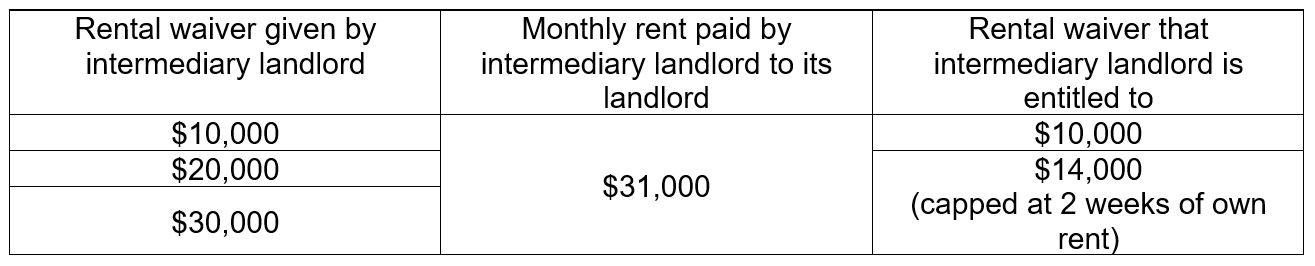 Rental waiver given by
intermediary landlord
Monthly rent paid by
intermediary landlord to its
landlord
Rental waiver that
intermediary landlord is
entitled to
$10,000
$31,000
$10,000
$20,000
$14,000
(capped at 2 weeks of own
rent)
$30,000